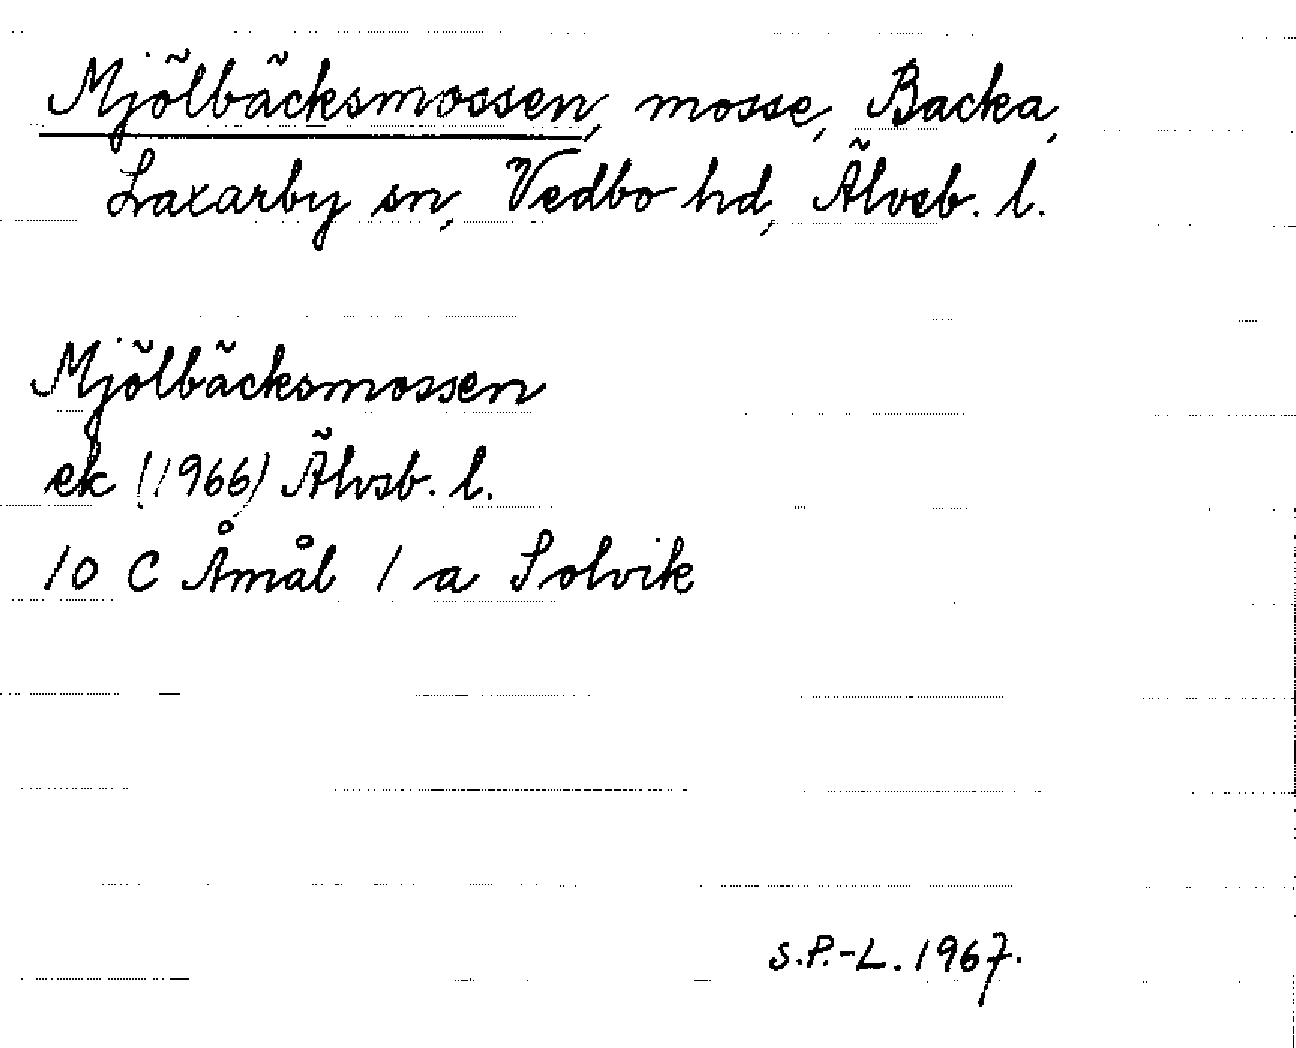 Mjölbäcksmossen, mosse, Backa,
Laxarby sn, Vedbo hd, Älvsb. l.
Mjölbäcksmossen
ek (1966) Älvsb. l.
10 C Åmål 1 a Solvik
S.P.-L. 1967.